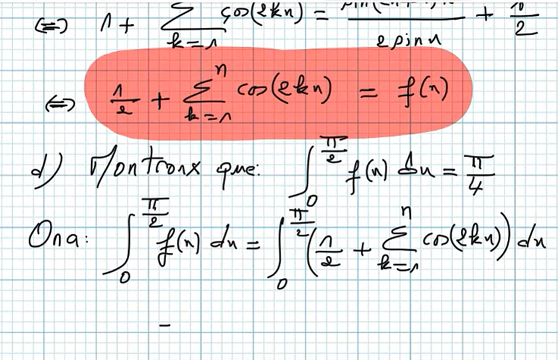 ⇔ 1 + Σ_{k=1} cos(2kx) = / 2 sin x + 1/2
⇔ 1/2 + Σ_{k=1}^{n} cos(2kx) = f(x)
d) Montronx que: ∫_0^{π/2} f(x) dx = π/4
On a: ∫_0^{π/2} f(x) dx = ∫_0^{π/2} (1/2 + Σ_{k=1}^{n} cos(2kx)) dx
=